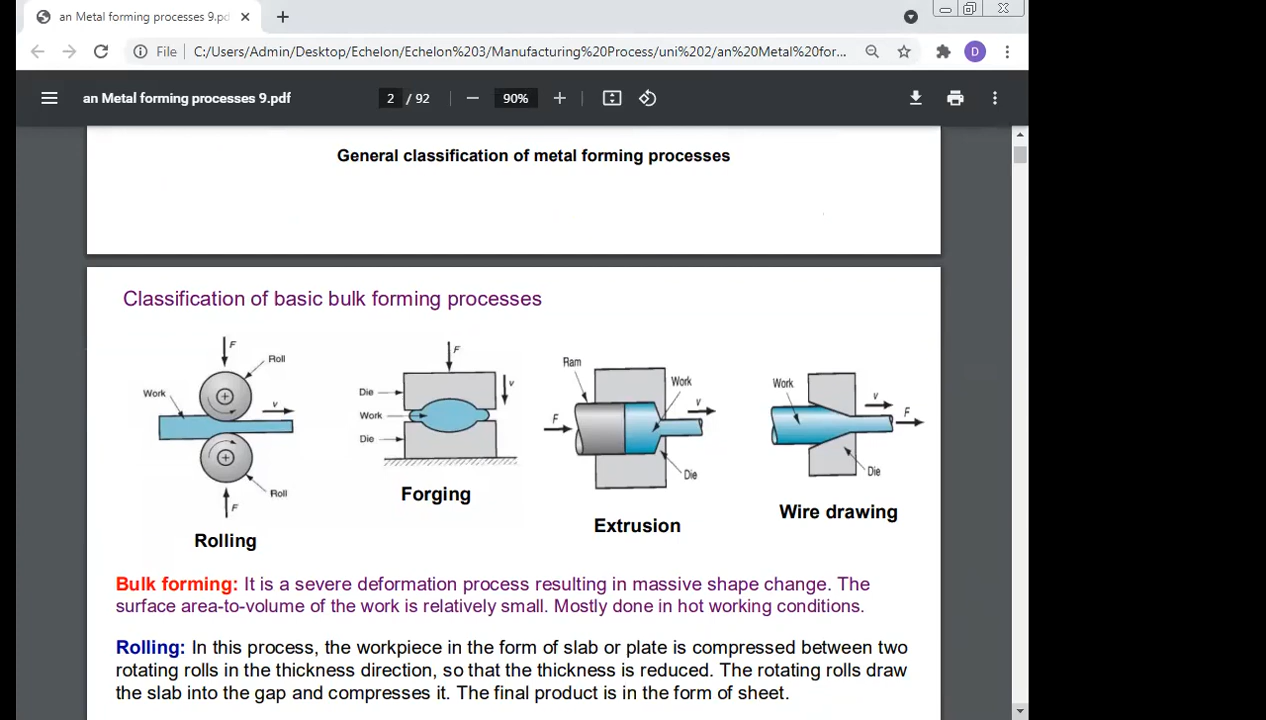 an Metal forming processes 9.pd
File C:/Users/Admin/Desktop/Echelon/Echelon%203/Manufacturing%20Process/uni%202/an%20Metal%20for... D
an Metal forming processes 9.pdf 2 / 92 90%
General classification of metal forming processes
Classification of basic bulk forming processes
F
Roll
Work
v
Roll
F
Rolling
F
v
Die
Work
Die
Forging
Ram
Work
v
F
Die
Extrusion
Work
v
F
Die
Wire drawing
Bulk forming: It is a severe deformation process resulting in massive shape change. The
surface area-to-volume of the work is relatively small. Mostly done in hot working conditions.
Rolling: In this process, the workpiece in the form of slab or plate is compressed between two
rotating rolls in the thickness direction, so that the thickness is reduced. The rotating rolls draw
the slab into the gap and compresses it. The final product is in the form of sheet.